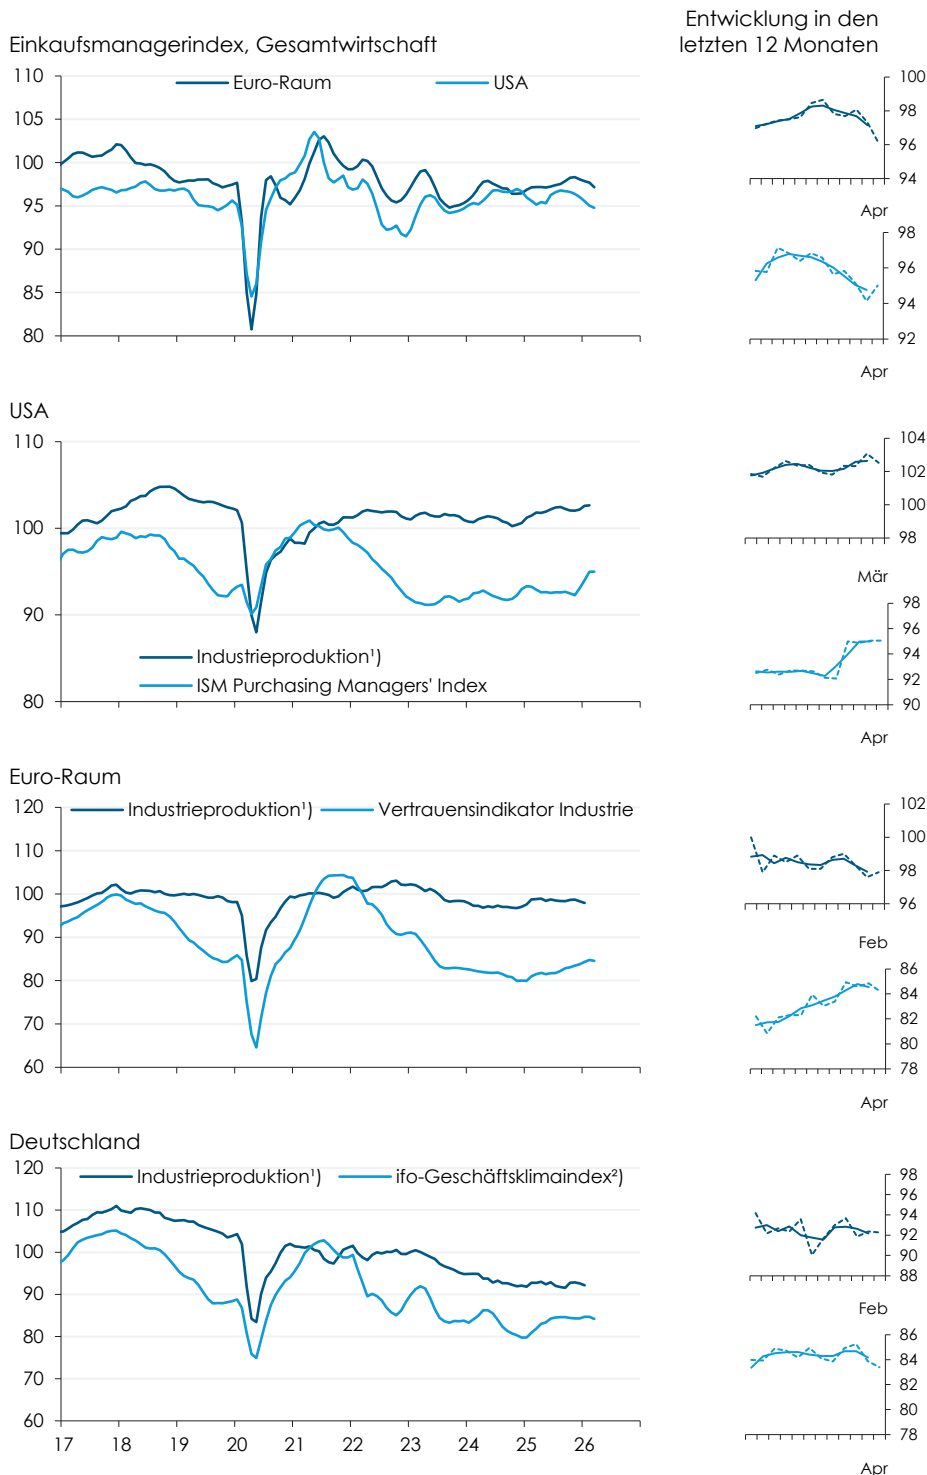 Entwicklung in den
letzten 12 Monaten
Einkaufsmanagerindex, Gesamtwirtschaft
110
105
100
95
90
85
80
Euro-Raum
USA
100
98
96
94
Apr
98
96
94
92
Apr
USA
110
100
90
80
Industrieproduktion¹)
ISM Purchasing Managers' Index
104
102
100
98
Mär
98
96
94
92
90
Apr
Euro-Raum
120
110
100
90
80
70
60
Industrieproduktion¹)
Vertrauensindikator Industrie
102
100
98
96
Feb
86
84
82
80
78
Apr
Deutschland
120
110
100
90
80
70
60
Industrieproduktion¹)
ifo-Geschäftsklimaindex²)
17 18 19 20 21 22 23 24 25 26
98
96
94
92
90
88
Feb
86
84
82
80
78
Apr